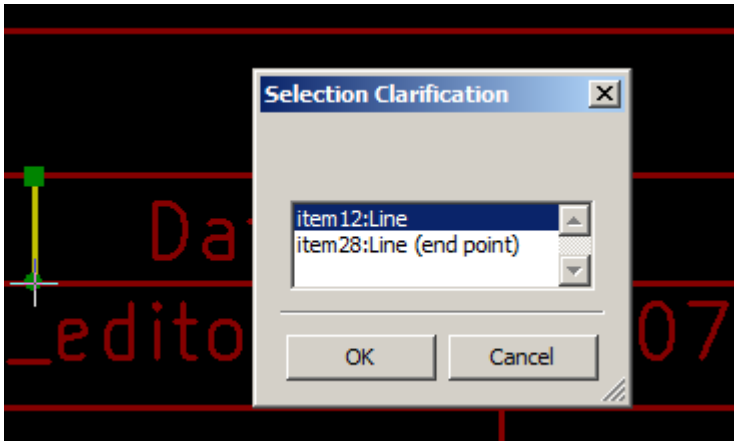 Selection Clarification
item12:Line
item28:Line (end point)
Da
_edito
07
OK
Cancel